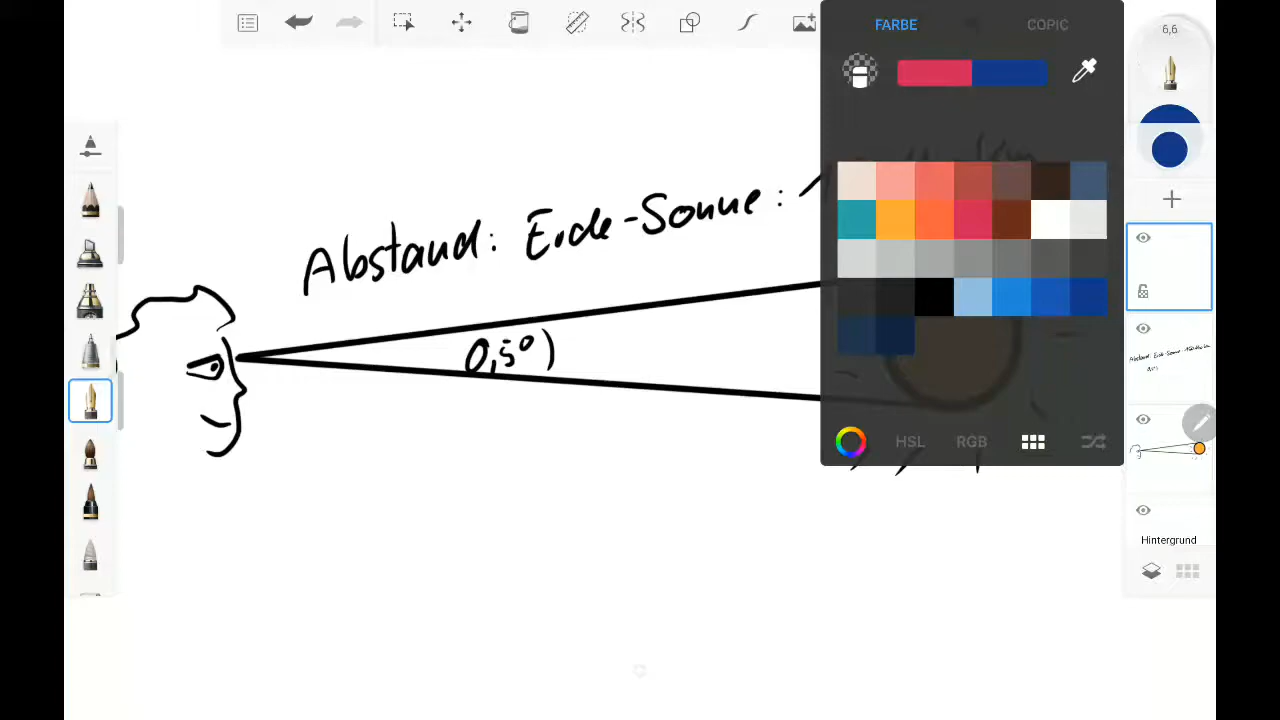 FARBE COPIC
6,6
Abstand: Erde-Sonne:
0,5°)
HSL RGB
Hintergrund